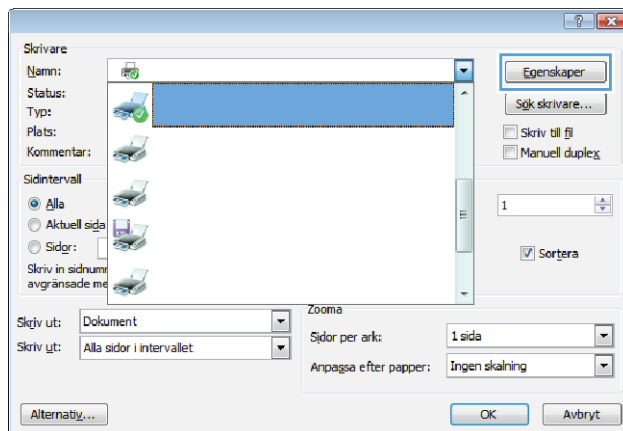 Skrivare
Namn:
Egenskaper
Status:
Typ:
Sök skrivare...
Plats:
Skriv till fil
Kommentar:
Manuell duplex
Sidintervall
Alla
1
Aktuell sida
Sidor:
Sortera
Skriv in
avgränsade
Zooma
Skriv ut: Dokument
Sidor per ark: 1 sida
Skriv ut: Alla sidor i intervallet
Anpassa efter papper: Ingen skalning
Alternativ...
OK
Avbryt